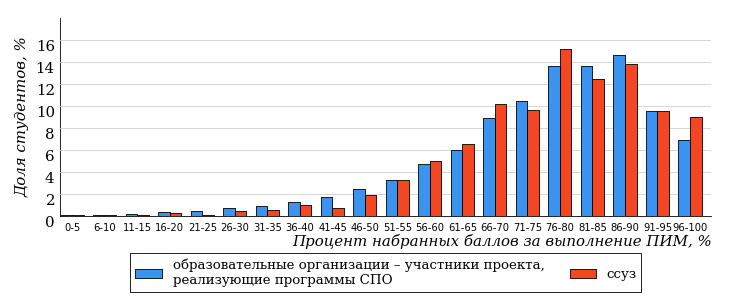 Доля студентов, %
16
14
12
10
8
6
4
2
0
0-5 6-10 11-15 16-20 21-25 26-30 31-35 36-40 41-45 46-50 51-55 56-60 61-65 66-70 71-75 76-80 81-85 86-90 91-95 96-100
Процент набранных баллов за выполнение ПИМ, %
образовательные организации – участники проекта,
реализующие программы СПО
ссуз